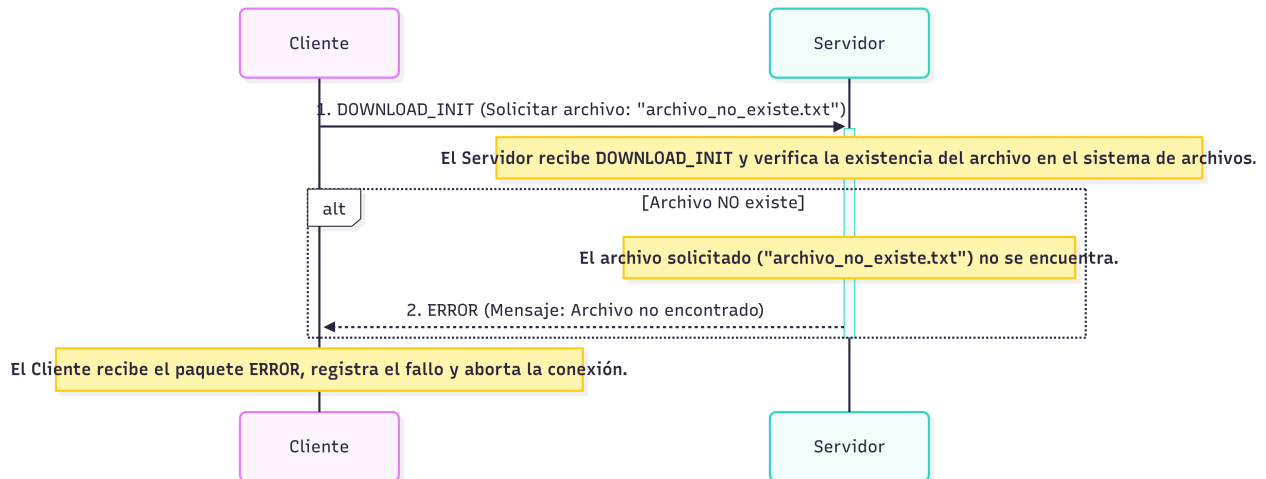 Cliente
Servidor
1. DOWNLOAD_INIT (Solicitar archivo: "archivo_no_existe.txt")
El Servidor recibe DOWNLOAD_INIT y verifica la existencia del archivo en el sistema de archivos.
alt
[Archivo NO existe]
El archivo solicitado ("archivo_no_existe.txt") no se encuentra.
2. ERROR (Mensaje: Archivo no encontrado)
El Cliente recibe el paquete ERROR, registra el fallo y aborta la conexión.
Cliente
Servidor